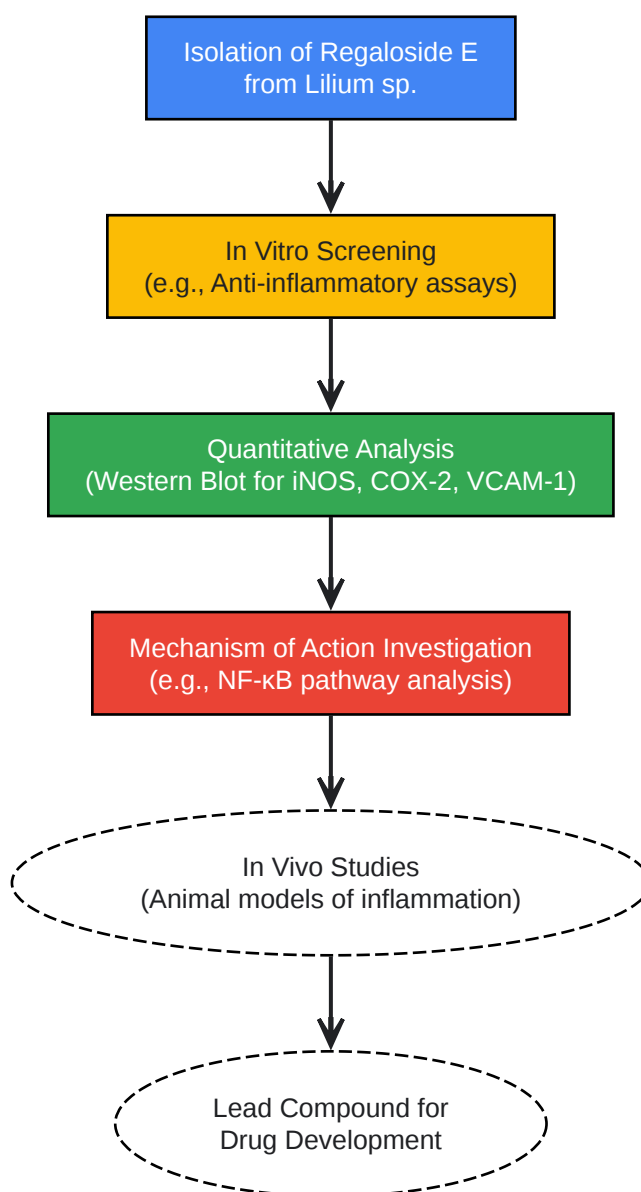 Isolation of Regaloside E
from Lilium sp.
In Vitro Screening
(e.g., Anti-inflammatory assays)
Quantitative Analysis
(Western Blot for iNOS, COX-2, VCAM-1)
Mechanism of Action Investigation
(e.g., NF-κB pathway analysis)
In Vivo Studies
(Animal models of inflammation)
Lead Compound for
Drug Development